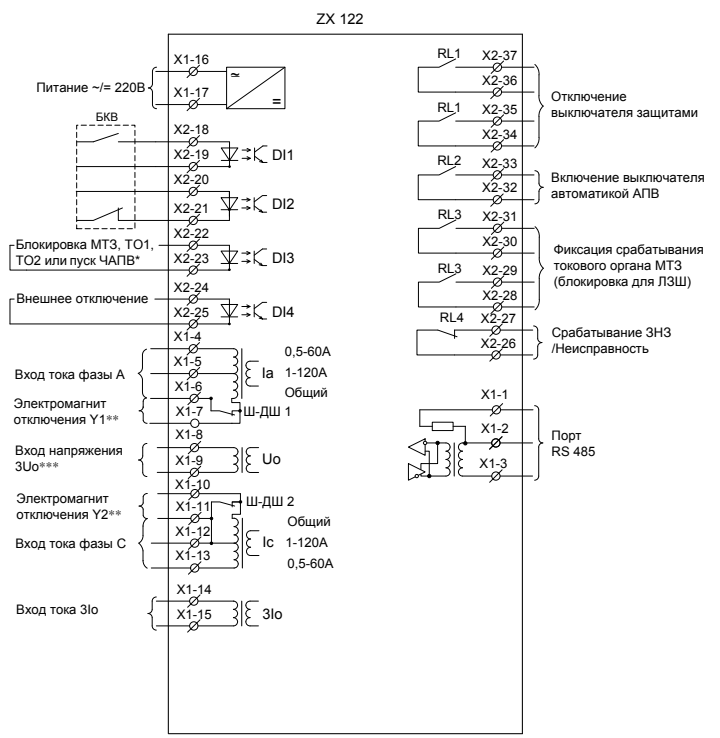 ZX 122
X1-16
Питание ~/= 220В
X1-17
≃
=
БКВ
X2-18
X2-19
DI1
X2-20
X2-21
DI2
X2-22
Блокировка МТЗ, ТО1,
ТО2 или пуск ЧАПВ*
X2-23
DI3
X2-24
Внешнее отключение
X2-25
DI4
X1-4
0,5-60А
X1-5
Вход тока фазы А
Ia
1-120А
X1-6
Общий
Электромагнит
отключения Y1**
X1-7
Ш-ДШ 1
X1-8
Вход напряжения
3Uo***
X1-9
Uo
X1-10
Электромагнит
отключения Y2**
X1-11
Ш-ДШ 2
Общий
X1-12
Вход тока фазы С
Ic
1-120А
X1-13
0,5-60А
X1-14
Вход тока 3Io
X1-15
3Io
RL1
X2-37
X2-36
RL1
X2-35
X2-34
Отключение
выключателя защитами
RL2
X2-33
X2-32
Включение выключателя
автоматикой АПВ
RL3
X2-31
X2-30
RL3
X2-29
X2-28
Фиксация срабатывания
токового органа МТЗ
(блокировка для ЛЗШ)
RL4
X2-27
X2-26
Срабатывание ЗНЗ
/Неисправность
X1-1
X1-2
X1-3
Порт
RS 485